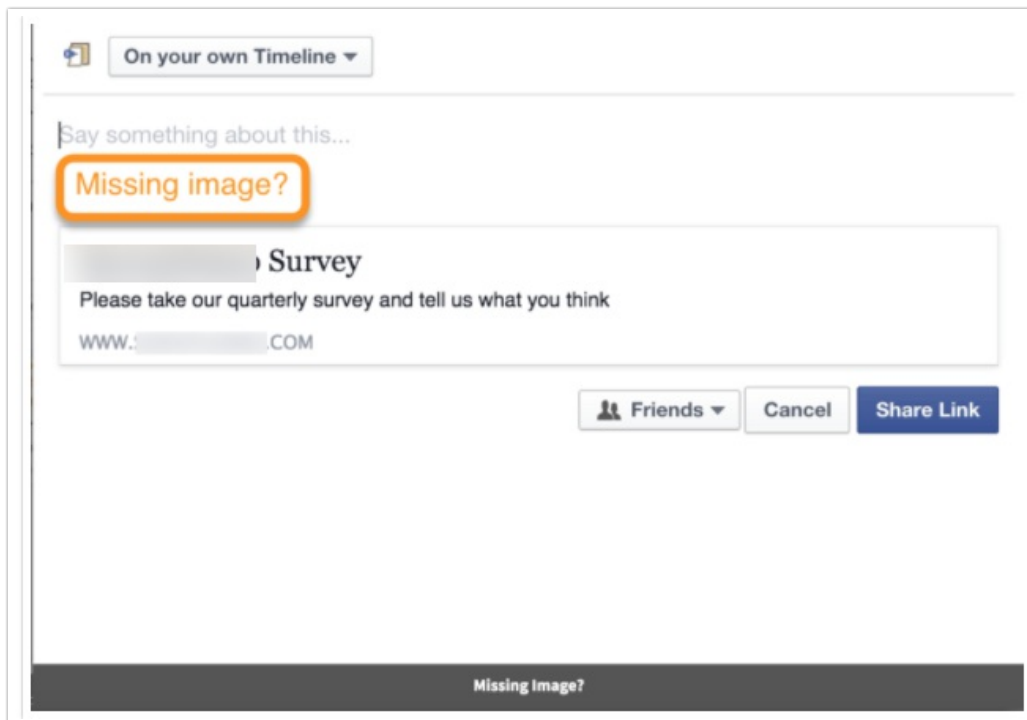 On your own Timeline
Say something about this...
Missing image?
Survey
Please take our quarterly survey and tell us what you think
WWW. .COM
Friends Cancel Share Link
Missing Image?